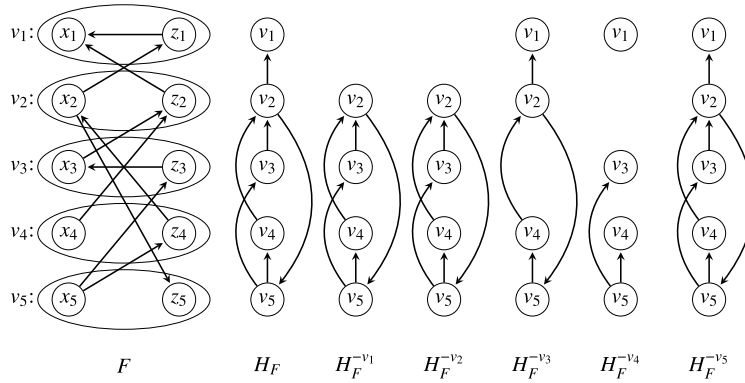 v₁: x₁ z₁ v₁ v₁ v₁ v₁
v₂: x₂ z₂ v₂ v₂ v₂ v₂ v₂
v₃: x₃ z₃ v₃ v₃ v₃ v₃ v₃
v₄: x₄ z₄ v₄ v₄ v₄ v₄ v₄ v₄
v₅: x₅ z₅ v₅ v₅ v₅ v₅ v₅ v₅
F H_F H_F^{-v₁} H_F^{-v₂} H_F^{-v₃} H_F^{-v₄} H_F^{-v₅}